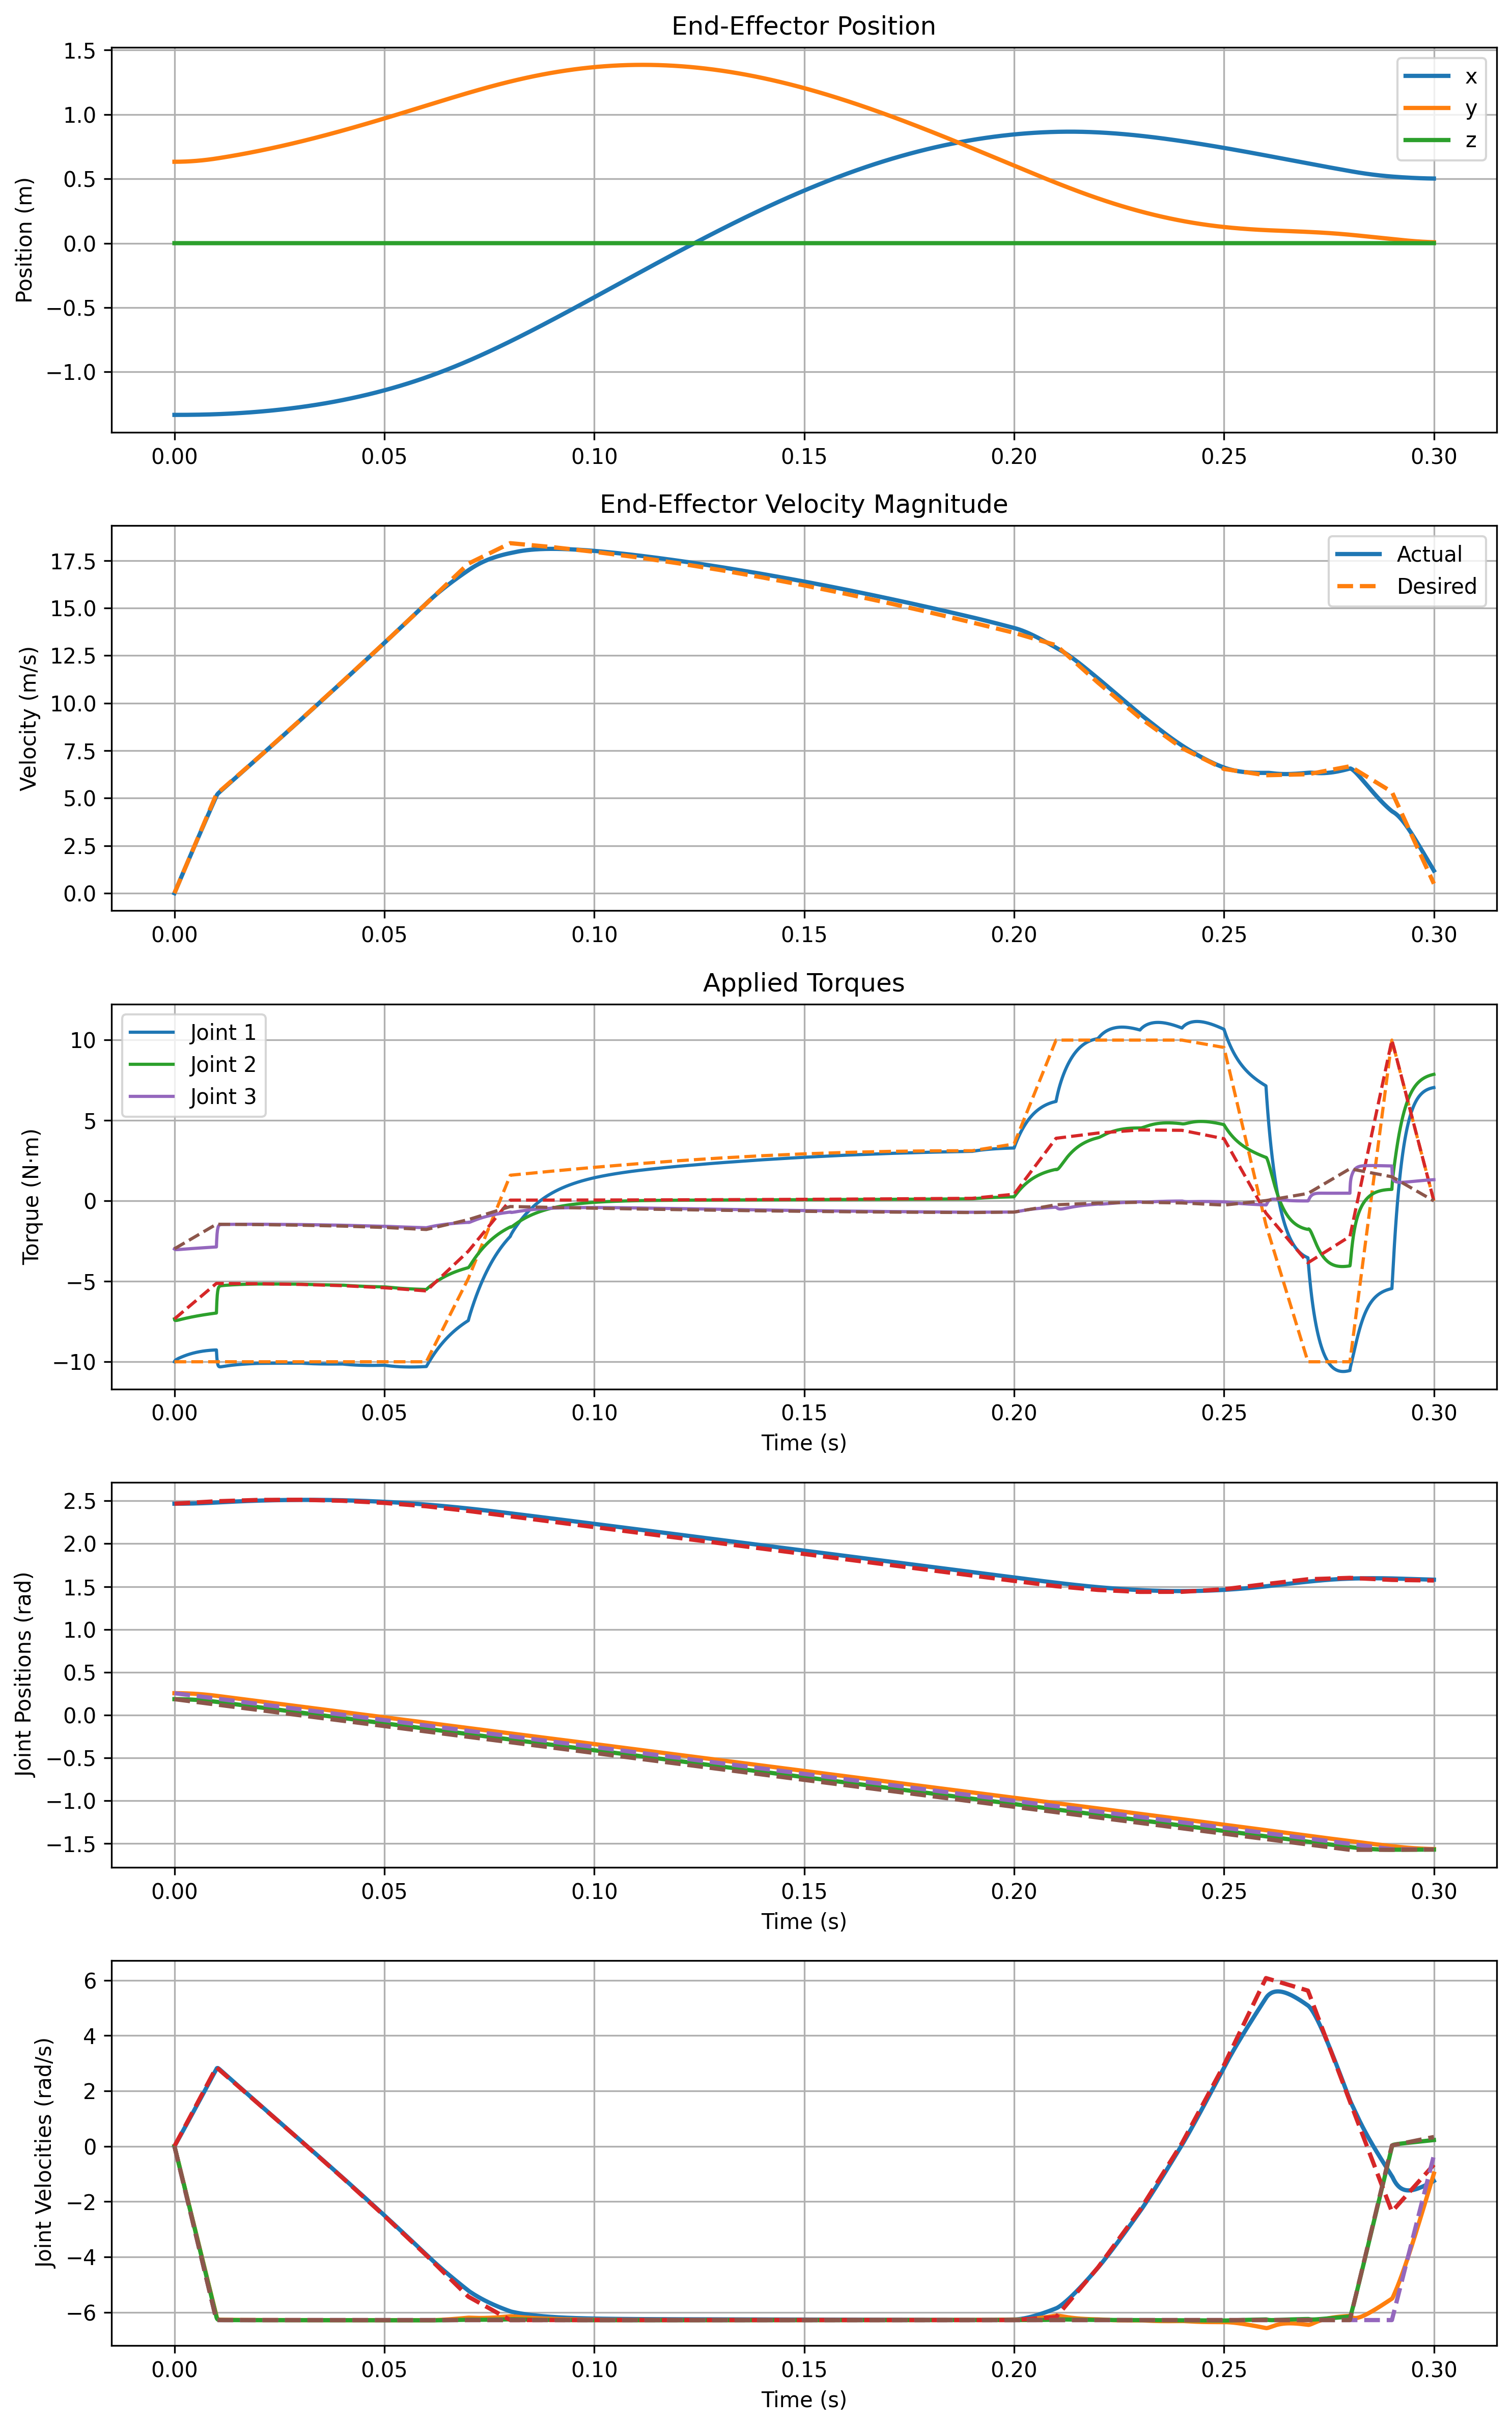 End-Effector Position
1.5
1.0
0.5
0.0
−0.5
−1.0
Position (m)
x
y
z
0.00 0.05 0.10 0.15 0.20 0.25 0.30
End-Effector Velocity Magnitude
17.5
15.0
12.5
10.0
7.5
5.0
2.5
0.0
Velocity (m/s)
Actual
Desired
0.00 0.05 0.10 0.15 0.20 0.25 0.30
Applied Torques
10
5
0
−5
−10
Torque (N·m)
Joint 1
Joint 2
Joint 3
0.00 0.05 0.10 0.15 0.20 0.25 0.30
Time (s)
2.5
2.0
1.5
1.0
0.5
0.0
−0.5
−1.0
−1.5
Joint Positions (rad)
0.00 0.05 0.10 0.15 0.20 0.25 0.30
Time (s)
6
4
2
0
−2
−4
−6
Joint Velocities (rad/s)
0.00 0.05 0.10 0.15 0.20 0.25 0.30
Time (s)